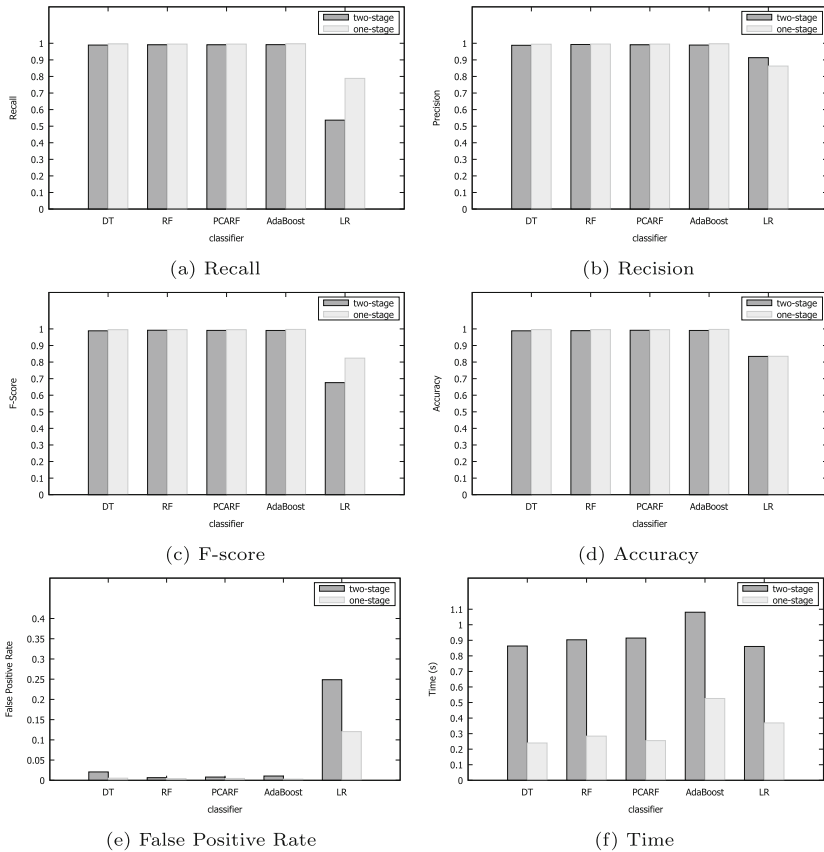 two-stage
one-stage
1
0.9
0.8
0.7
0.6
0.5
0.4
0.3
0.2
0.1
0
Recall
DT RF PCARF AdaBoost LR
classifier
(a) Recall
two-stage
one-stage
1
0.9
0.8
0.7
0.6
0.5
0.4
0.3
0.2
0.1
0
Precision
DT RF PCARF AdaBoost LR
classifier
(b) Recision
two-stage
one-stage
1
0.9
0.8
0.7
0.6
0.5
0.4
0.3
0.2
0.1
0
F-Score
DT RF PCARF AdaBoost LR
classifier
(c) F-score
two-stage
one-stage
1
0.9
0.8
0.7
0.6
0.5
0.4
0.3
0.2
0.1
0
Accuracy
DT RF PCARF AdaBoost LR
classifier
(d) Accuracy
two-stage
one-stage
0.4
0.35
0.3
0.25
0.2
0.15
0.1
0.05
0
False Positive Rate
DT RF PCARF AdaBoost LR
classifier
(e) False Positive Rate
two-stage
one-stage
1.1
1
0.9
0.8
0.7
0.6
0.5
0.4
0.3
0.2
0.1
0
Time (s)
DT RF PCARF AdaBoost LR
classifier
(f) Time